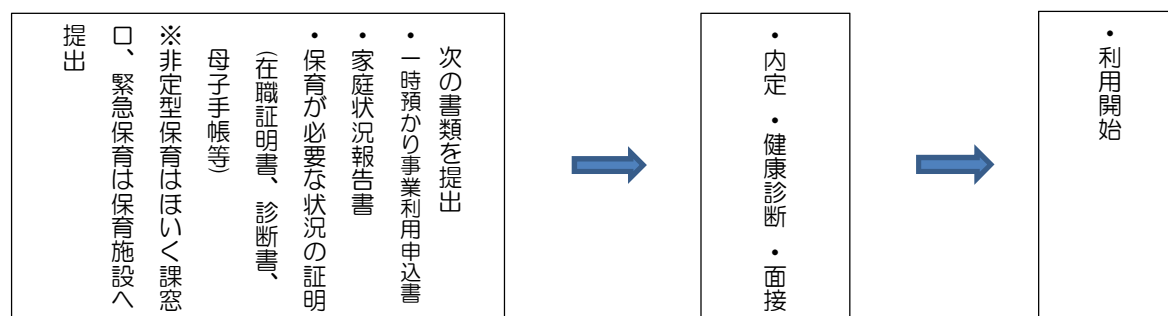 次の書類を提出
・一時預かり事業利用申込書
・家庭状況報告書
・保育が必要な状況の証明
(在職証明書、診断書、
母子手帳等)
※非定型保育はほいく課窓
口、緊急保育は保育施設へ
提出
・内定 ・健康診断 ・面接
・利用開始